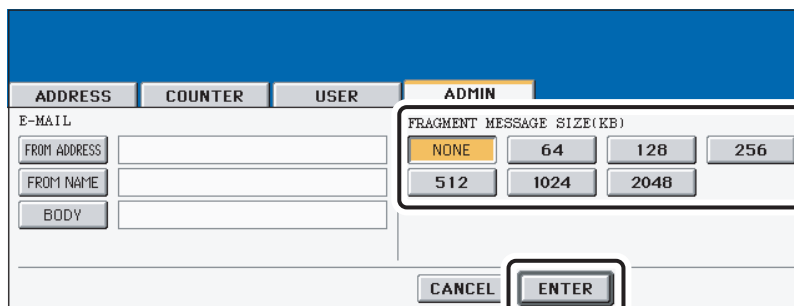 ADDRESS COUNTER USER ADMIN
E-MAIL
FROM ADDRESS
FROM NAME
BODY
FRAGMENT MESSAGE SIZE(KB)
NONE 64 128 256
512 1024 2048
CANCEL ENTER